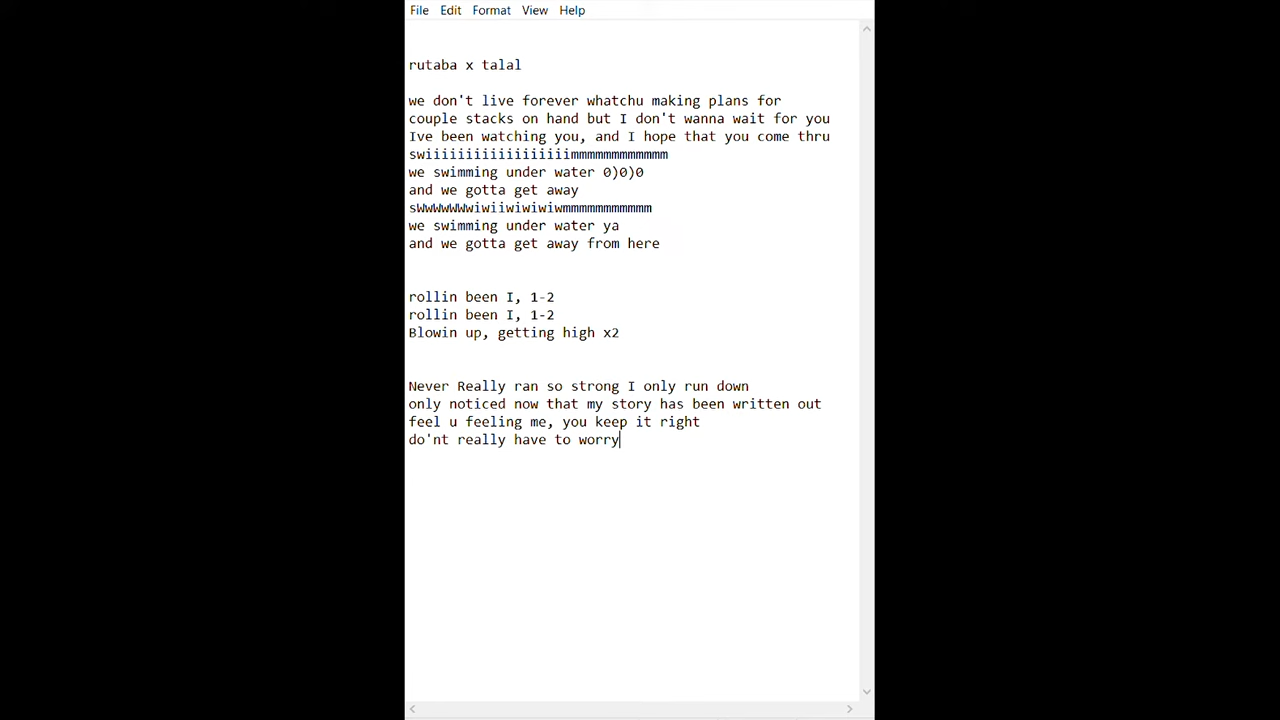 File Edit Format View Help
rutaba x talal
we don't live forever whatchu making plans for
couple stacks on hand but I don't wanna wait for you
Ive been watching you, and I hope that you come thru
swiiiiiiiiiiiiiiiiiimmmmmmmmmmmm
we swimming under water 0)0)0
and we gotta get away
sWwWwWWwiwiiwiwiwiwmmmmmmmmmmm
we swimming under water ya
and we gotta get away from here
rollin been I, 1-2
rollin been I, 1-2
Blowin up, getting high x2
Never Really ran so strong I only run down
only noticed now that my story has been written out
feel u feeling me, you keep it right
do'nt really have to worry